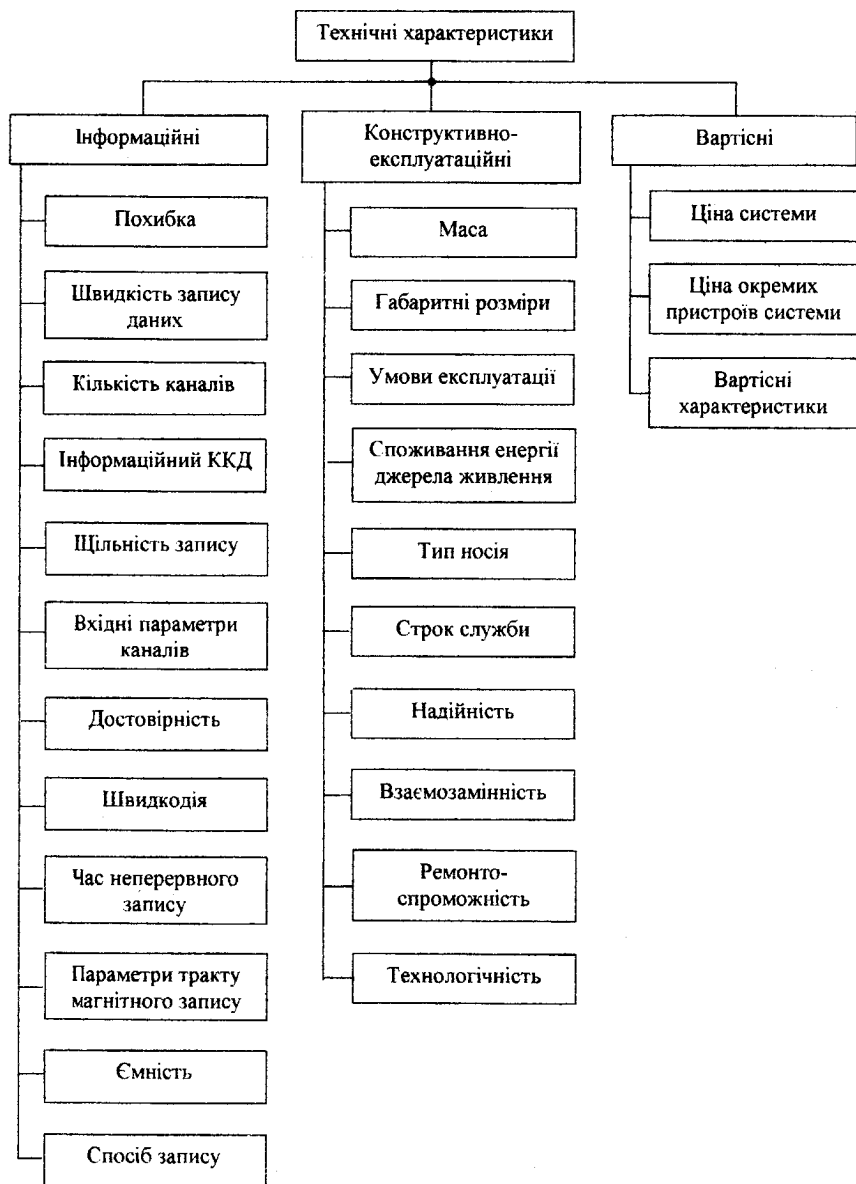 Технічні характеристики
Інформаційні
Похибка
Швидкість запису
даних
Кількість каналів
Інформаційний ККД
Щільність запису
Вхідні параметри
каналів
Достовірність
Швидкодія
Час неперервного
запису
Параметри тракту
магнітного запису
Ємність
Спосіб запису
Конструктивно-
експлуатаційні
Маса
Габаритні розміри
Умови експлуатації
Споживання енергії
джерела живлення
Тип носія
Строк служби
Надійність
Взаємозамінність
Ремонто-
спроможність
Технологічність
Вартісні
Ціна системи
Ціна окремих
пристроїв системи
Вартісні
характеристики